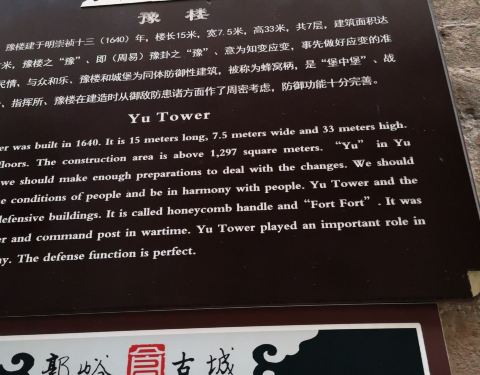 豫楼
豫楼建于明崇祯十三(1640)年，楼长15米，宽7.5米，高33米，共7层，建筑面积达
米，豫楼之“豫”、即（周易）豫卦之“豫”、意为知变应变，事先做好应变的准
民情、与众和乐、豫楼和城堡为同体防御性建筑，被称为蜂窝柄，是“堡中堡”、战
、指挥所、豫楼在建造时从御敌防患诸方面作了周密考虑，防御功能十分完善。
Yu Tower
er was built in 1640. It is 15 meters long, 7.5 meters wide and 33 meters high.
floors. The construction area is above 1,297 square meters. “Yu” in Yu
we should make enough preparations to deal with the changes. We should
e conditions of people and be in harmony with people. Yu Tower and the
defensive buildings. It is called honeycomb handle and “Fort Fort”. It was
er and command post in wartime. Yu Tower played an important role in
ny. The defense function is perfect.
郭峪 古城